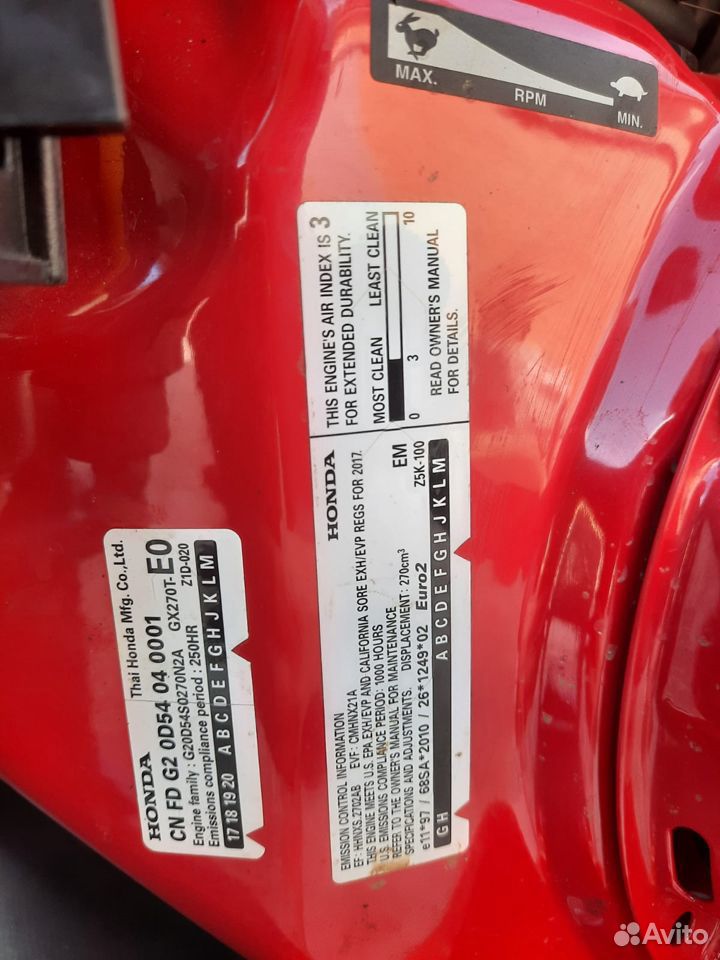 MAX.
RPM
MIN.
THIS ENGINE'S AIR INDEX IS 3
FOR EXTENDED DURABILITY.
MOST CLEAN LEAST CLEAN
0 3 10
READ OWNER'S MANUAL
FOR DETAILS.
HONDA
EMISSION CONTROL INFORMATION
EF: HHNXS.2702AB EVF: CMHNX21A
THIS ENGINE MEETS U.S. EPA EXH/EVP AND CALIFORNIA SORE EXH/EVP REGS FOR 2017.
U.S. EMISSIONS COMPLIANCE PERIOD: 1000 HOURS
REFER TO THE OWNER'S MANUAL FOR MAINTENANCE
SPECIFICATIONS AND ADJUSTMENTS. DISPLACEMENT: 270cm³
EM
e11*97 / 68SA*2010 / 26*1249*02 Euro2
Z5K-100
GH A B C D E F G H J K L M
HONDA Thai Honda Mfg. Co.,Ltd.
CN FD G2 0D54 04 0001
Engine family : G20D54S0270N2A GX270T-E0
Emissions compliance period : 250HR Z1D-020
17 18 19 20 A B C D E F G H J K L M
Avito